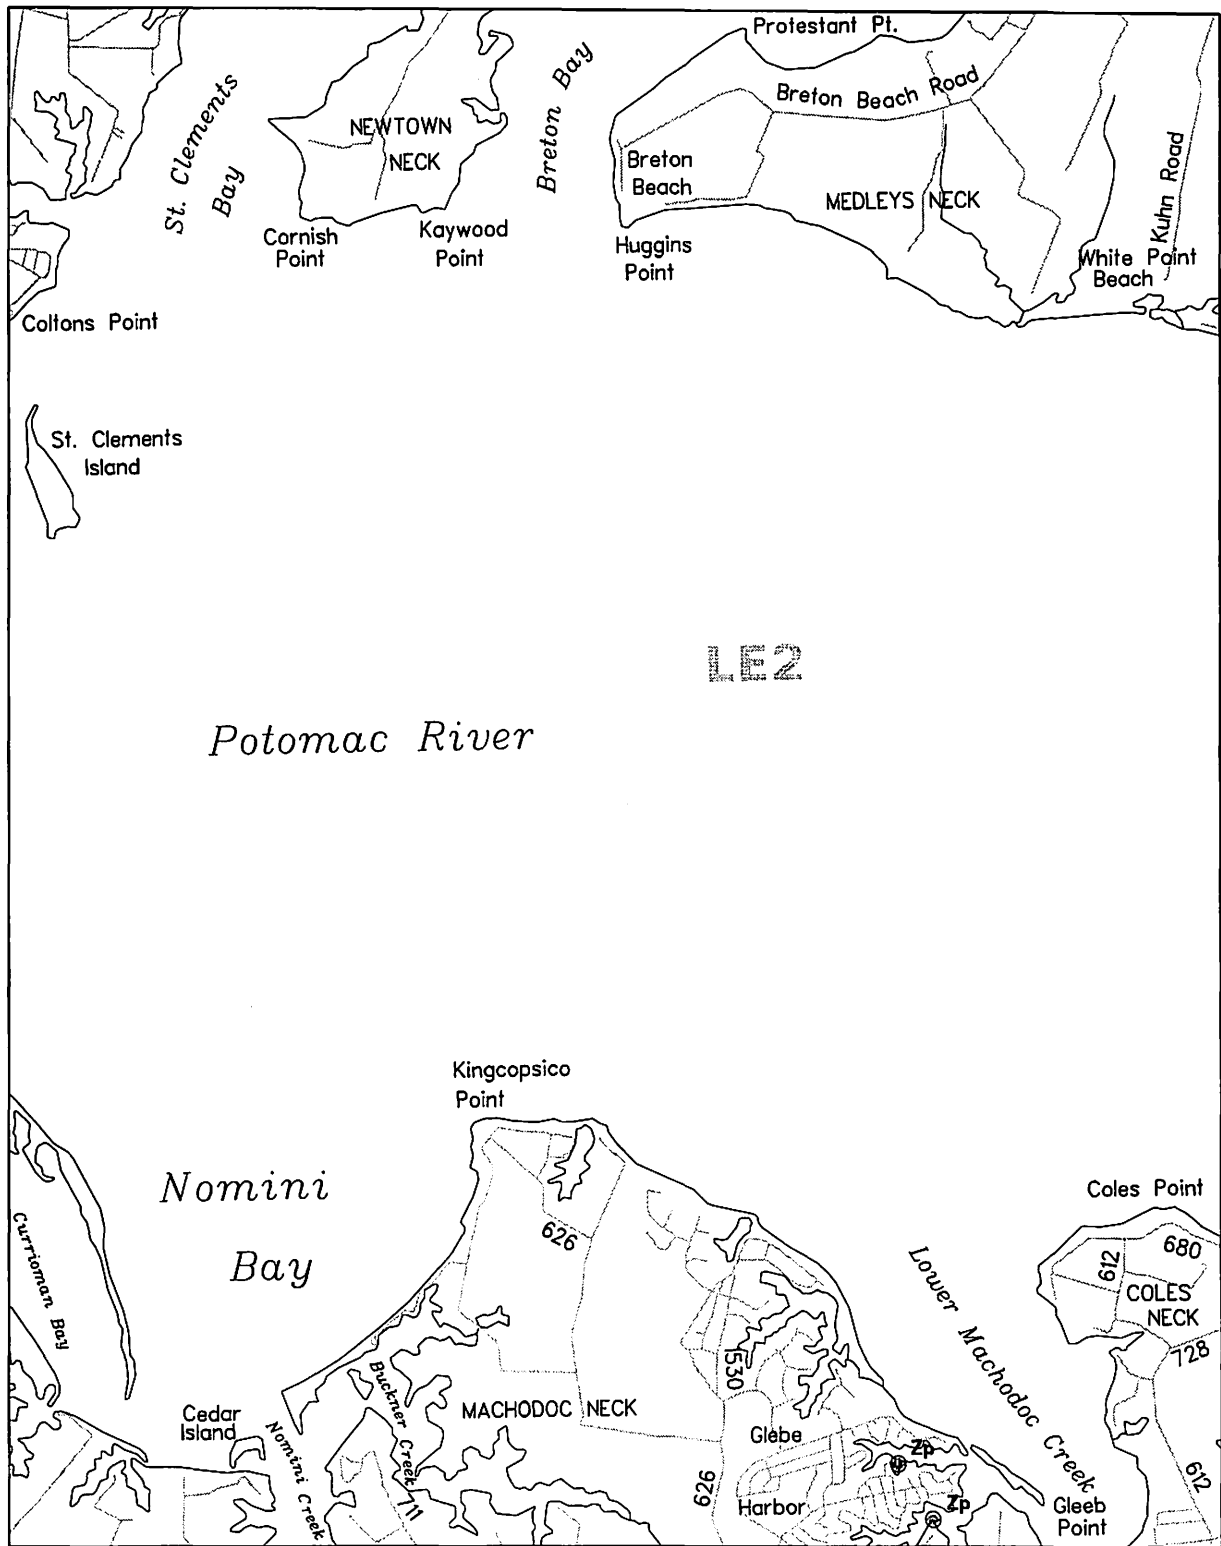 Protestant Pt.
St. Clements
Bay
NEWTOWN
NECK
Breton Bay
Breton Beach Road
Breton
Beach
MEDLEYS NECK
Kuhn Road
Cornish
Point
Kaywood
Point
Huggins
Point
White Point
Beach
Coltons Point
St. Clements
Island
LE2
Potomac River
Kingcopsico
Point
Nomini
Bay
Coles Point
Currioman Bay
626
Lower Machodoc Creek
612
680
COLES
NECK
728
530
Buckner Creek
MACHODOC NECK
Cedar
Island
Nomini Creek
711
Glebe
Harbor
626
Zp
Zp
612
Gleeb
Point